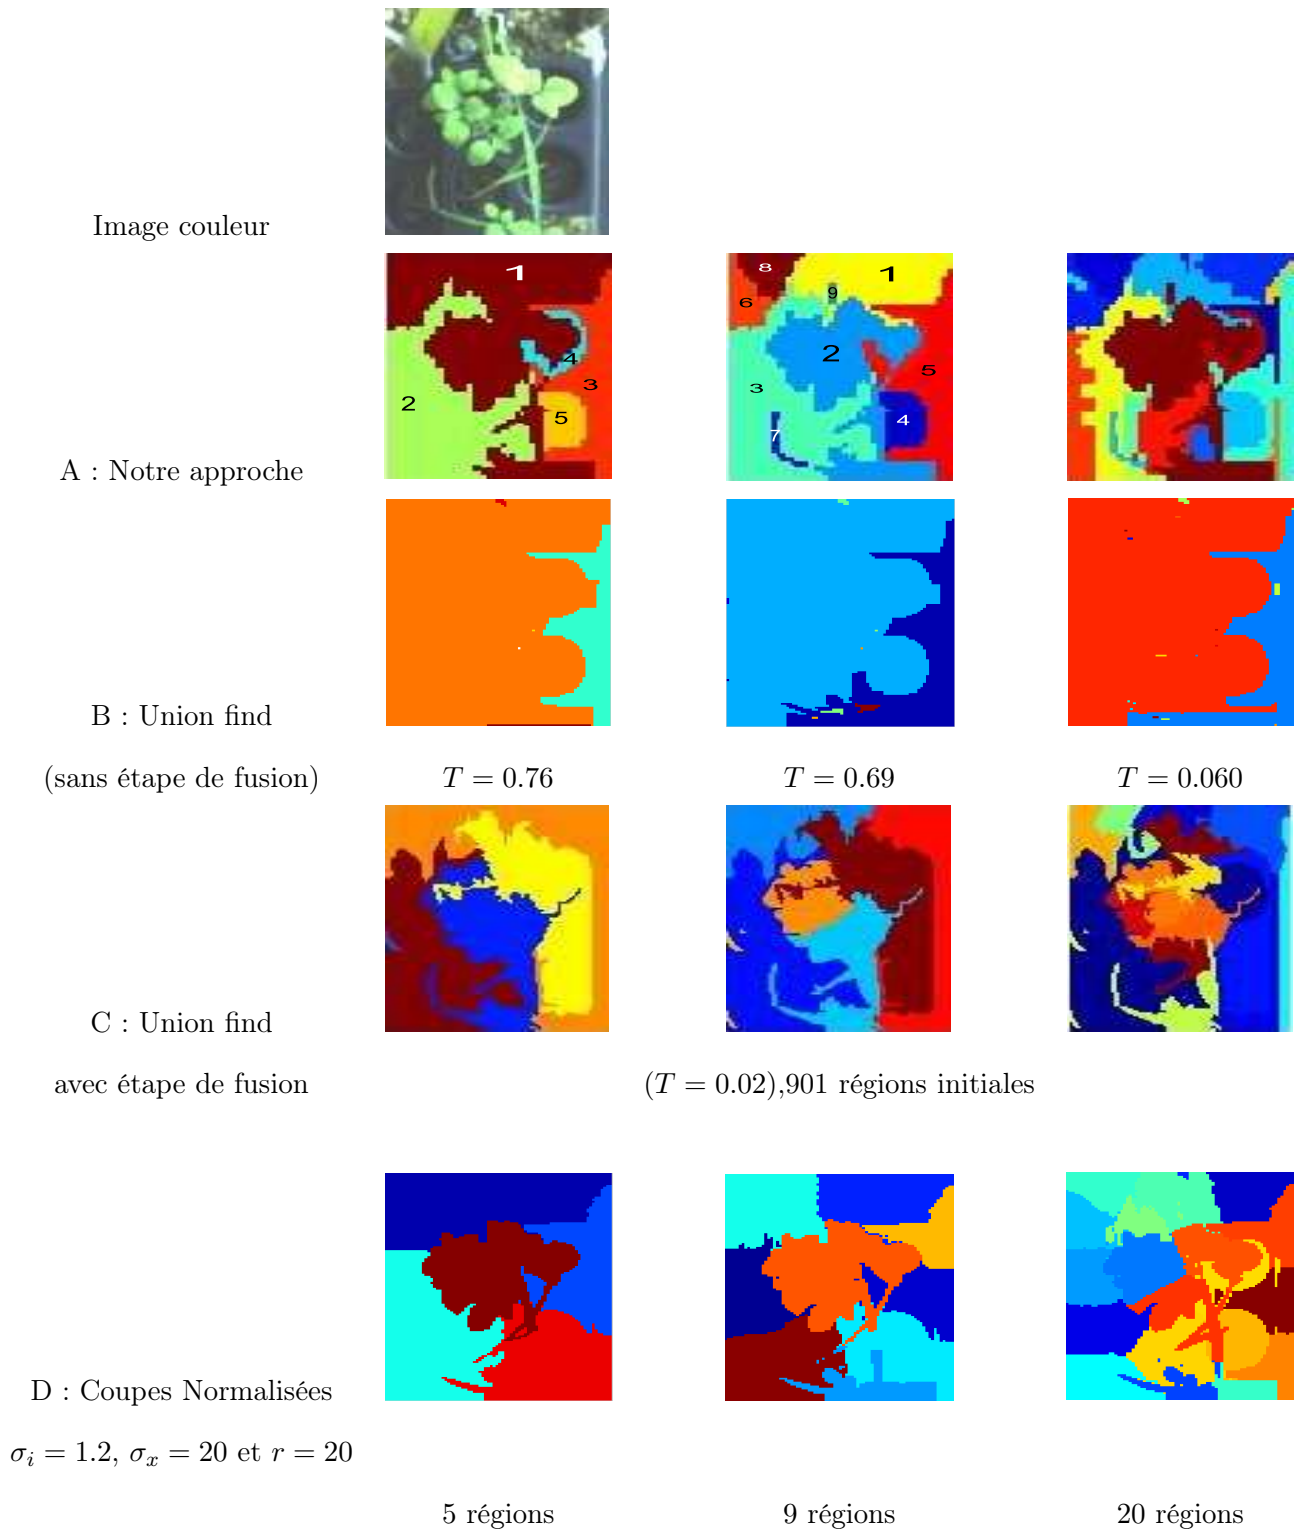 Image couleur
1
2
3
4
5
8
1
9
6
2
3
5
4
7
A : Notre approche
B : Union find
(sans étape de fusion)
T = 0.76
T = 0.69
T = 0.060
C : Union find
avec étape de fusion
(T = 0.02),901 régions initiales
D : Coupes Normalisées
σᵢ = 1.2, σₓ = 20 et r = 20
5 régions
9 régions
20 régions